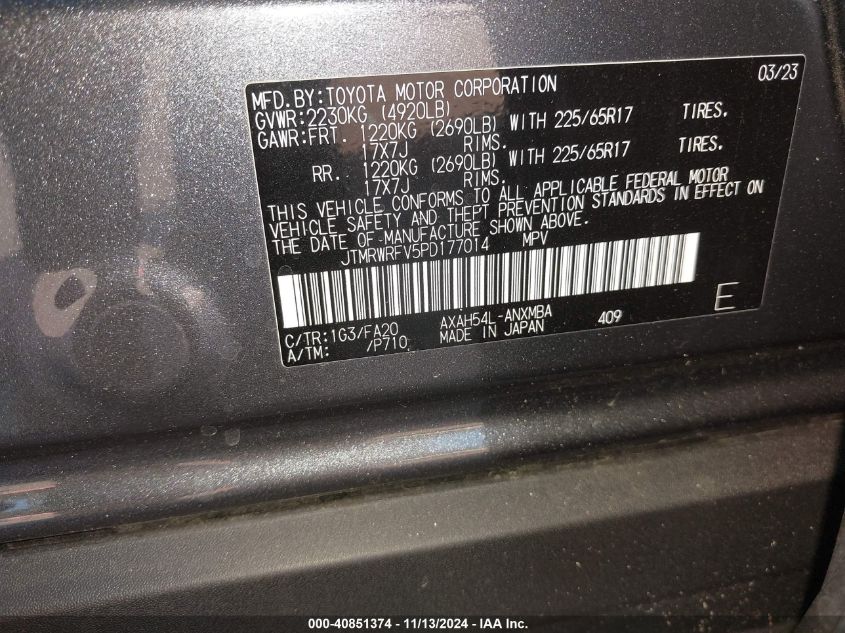 03/23
MFD.BY:TOYOTA MOTOR CORPORATION
GVWR:2230KG (4920LB)
GAWR:FRT. 1220KG (2690LB) WITH 225/65R17 TIRES.
17X7J RIMS.
RR. 1220KG (2690LB) WITH 225/65R17 TIRES.
17X7J RIMS.
THIS VEHICLE CONFORMS TO ALL APPLICABLE FEDERAL MOTOR
VEHICLE SAFETY AND THEFT PREVENTION STANDARDS IN EFFECT ON
THE DATE OF MANUFACTURE SHOWN ABOVE.
JTMRWRFV5PD177014 MPV
C/TR:1G3/FA20 AXAH54L-ANXMBA 409 E
A/TM: /P710 MADE IN JAPAN
000-40851374 - 11/13/2024 - IAA Inc.